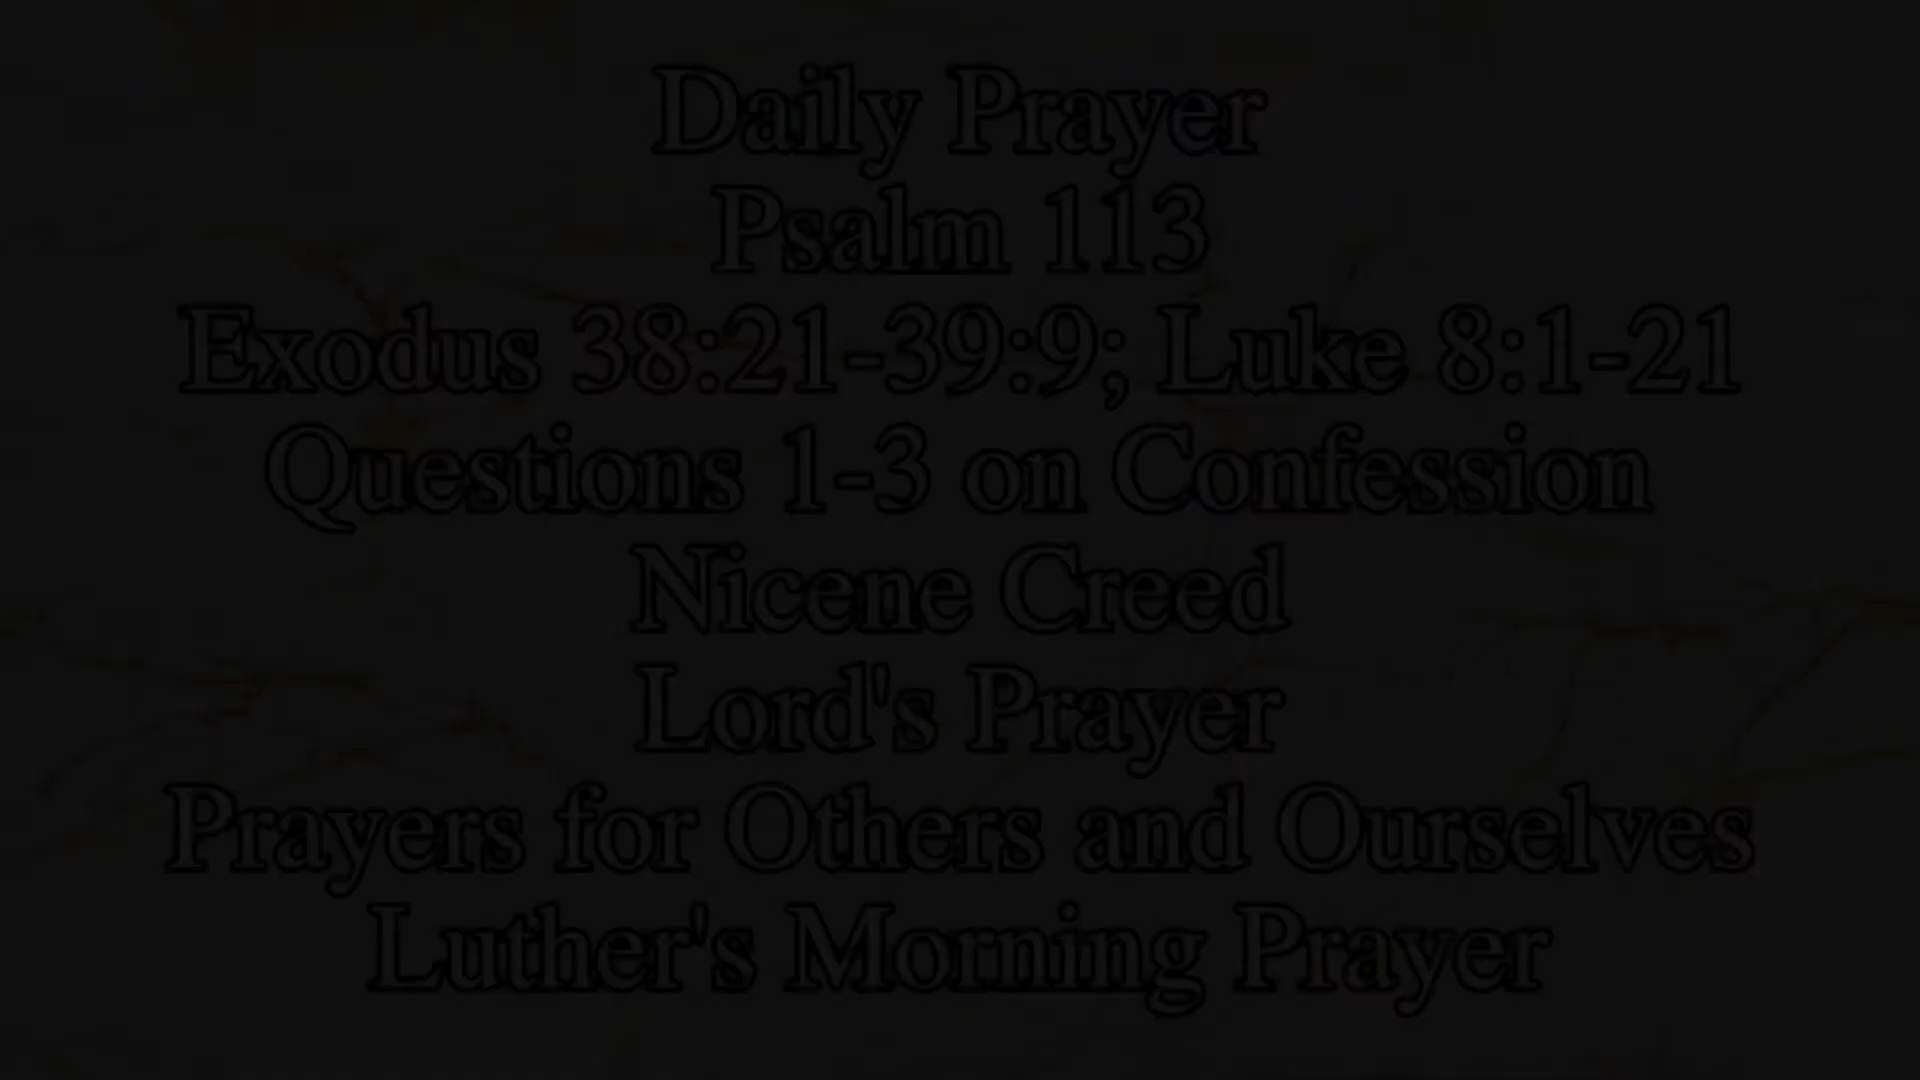 Daily Prayer
Psalm 113
Exodus 38:21-39:9; Luke 8:1-21
Questions 1-3 on Confession
Nicene Creed
Lord's Prayer
Prayers for Others and Ourselves
Luther's Morning Prayer